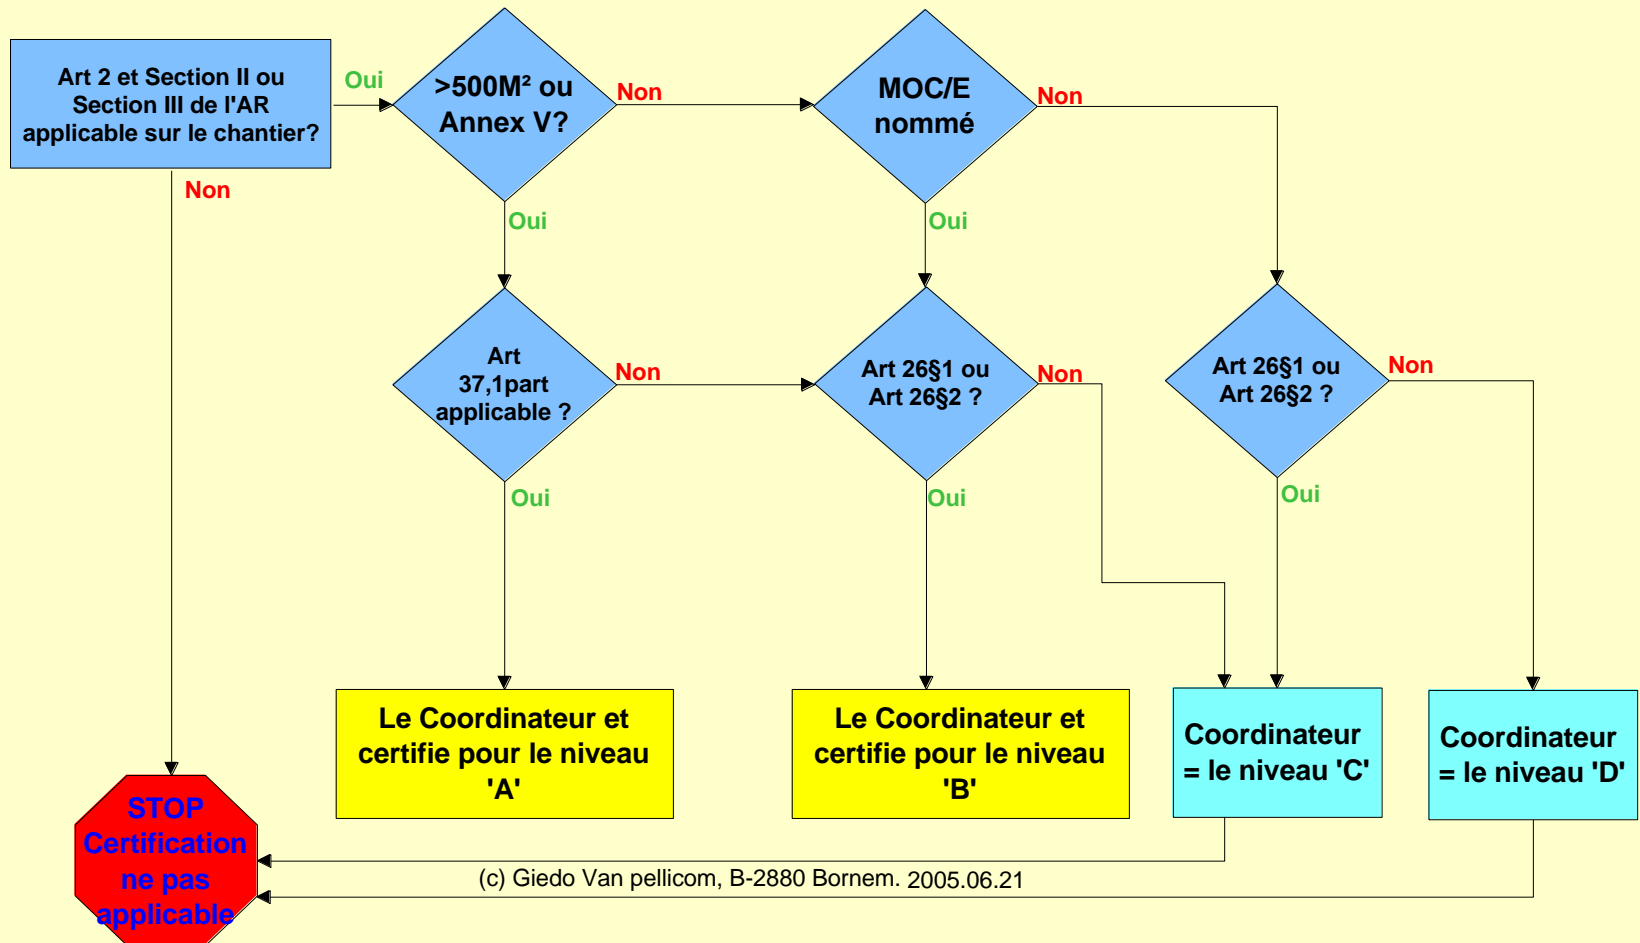 Art 2 et Section II ou
Section III de l'AR
applicable sur le chantier?
Oui
Non
>500M² ou
Annex V?
Non
Oui
MOC/E
nommé
Non
Oui
Art
37,1part
applicable ?
Non
Oui
Art 26§1 ou
Art 26§2 ?
Non
Oui
Art 26§1 ou
Art 26§2 ?
Non
Oui
Le Coordinateur et
certifie pour le niveau
'A'
Le Coordinateur et
certifie pour le niveau
'B'
Coordinateur
= le niveau 'C'
Coordinateur
= le niveau 'D'
STOP
Certification
ne pas
applicable
(c) Giedo Van pellicom, B-2880 Bornem. 2005.06.21